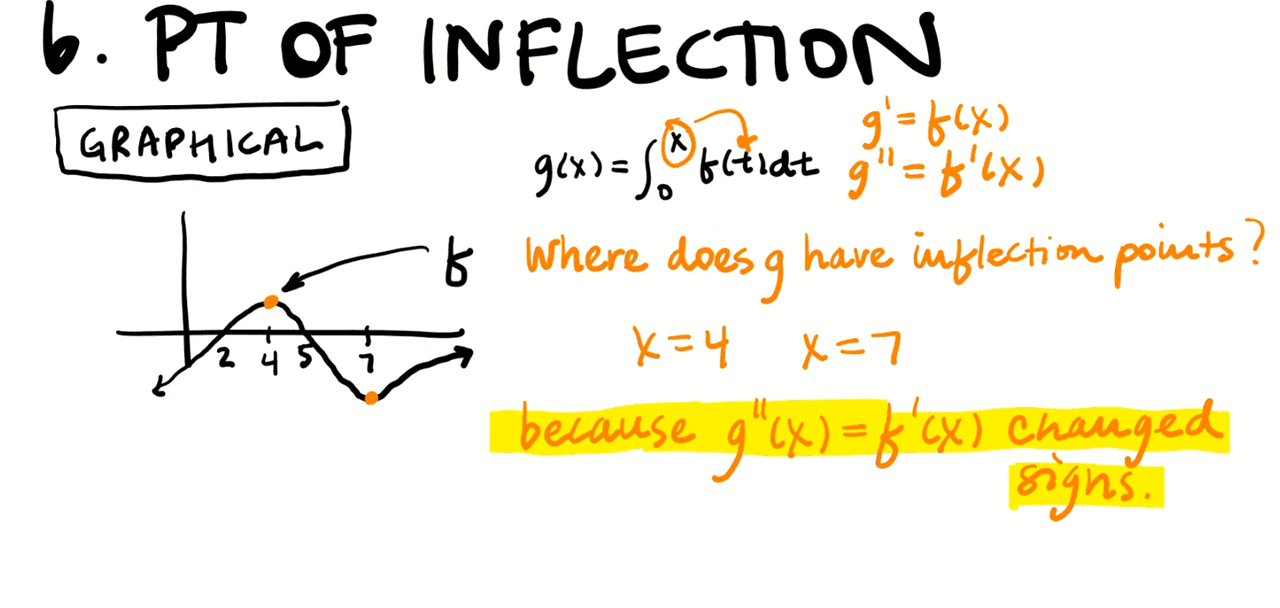 6. PT OF INFLECTION
GRAPHICAL
g(x) = ∫₀ˣ f(t)dt
g' = f(x)
g'' = f'(x)
f
2 4 5 7
Where does g have inflection points?
x = 4 x = 7
because g''(x) = f'(x) changed
signs.